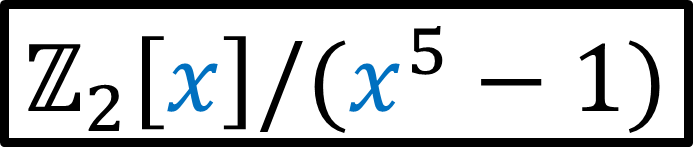 ℤ₂[x]/(x⁵ − 1)